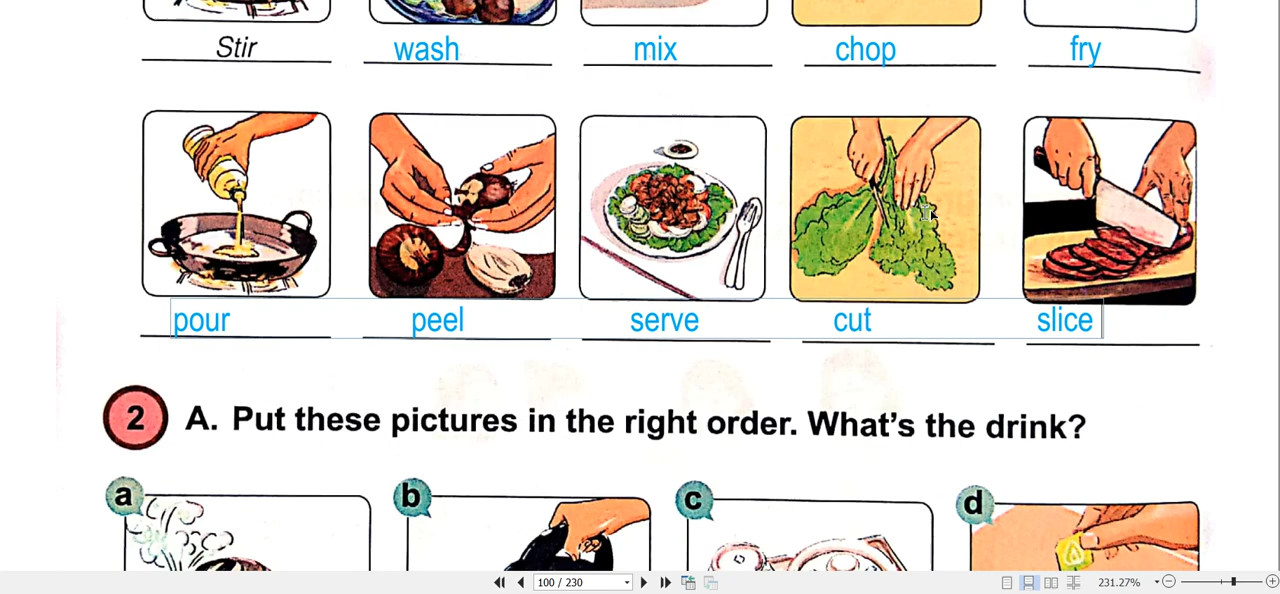 Stir wash mix chop fry
pour peel serve cut slice
2 A. Put these pictures in the right order. What's the drink?
a b c d
100 / 230
231.27%